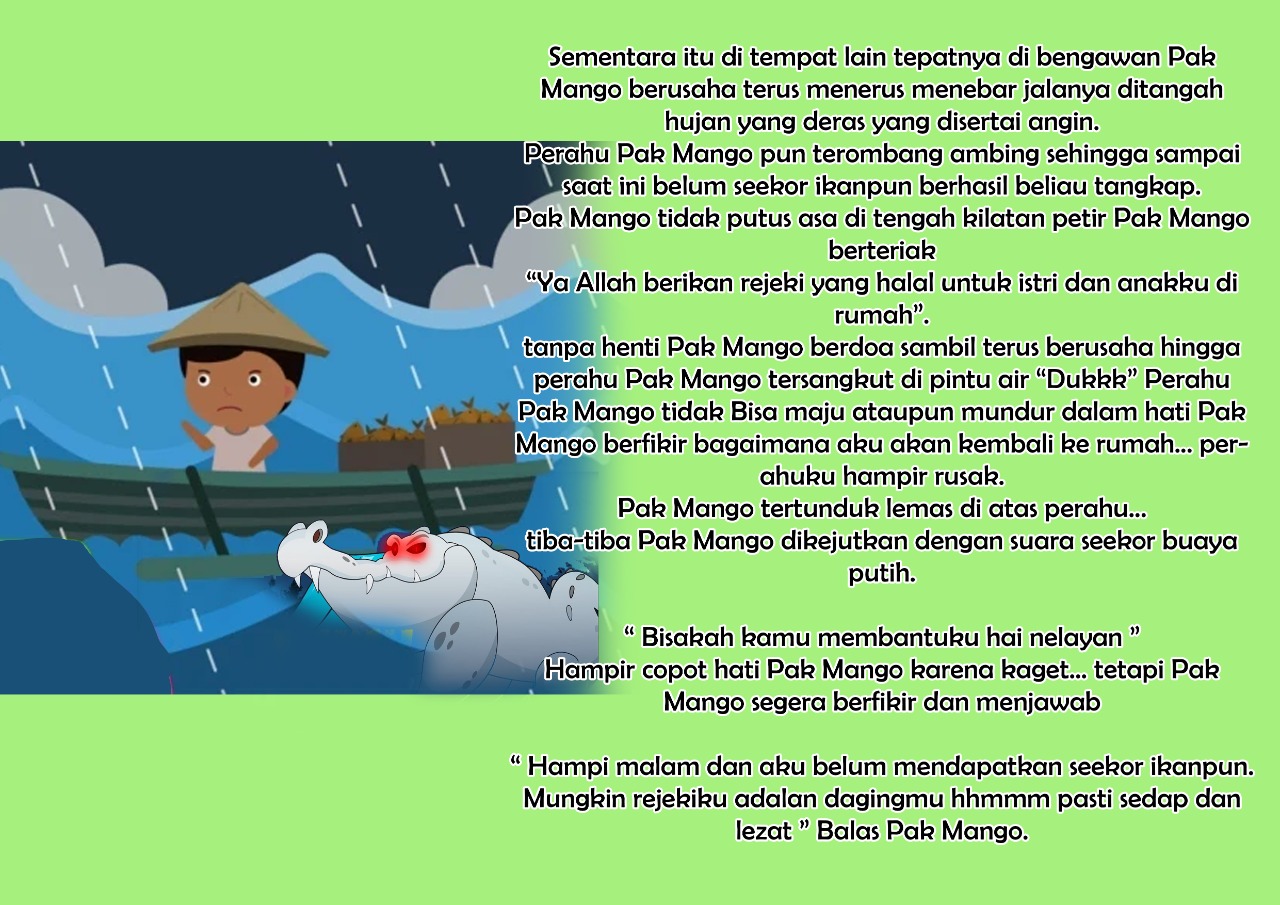 Sementara itu di tempat lain tepatnya di bengawan Pak
Mango berusaha terus menerus menebar jalanya ditangah
hujan yang deras yang disertai angin.
Perahu Pak Mango pun terombang ambing sehingga sampai
saat ini belum seekor ikanpun berhasil beliau tangkap.
Pak Mango tidak putus asa di tengah kilatan petir Pak Mango
berteriak
“Ya Allah berikan rejeki yang halal untuk istri dan anakku di
rumah”.
tanpa henti Pak Mango berdoa sambil terus berusaha hingga
perahu Pak Mango tersangkut di pintu air “Dukkk” Perahu
Pak Mango tidak Bisa maju ataupun mundur dalam hati Pak
Mango berfikir bagaimana aku akan kembali ke rumah... per-
ahuku hampir rusak.
Pak Mango tertunduk lemas di atas perahu...
tiba-tiba Pak Mango dikejutkan dengan suara seekor buaya
putih.
“ Bisakah kamu membantuku hai nelayan ”
Hampir copot hati Pak Mango karena kaget... tetapi Pak
Mango segera berfikir dan menjawab
“ Hampi malam dan aku belum mendapatkan seekor ikanpun.
Mungkin rejekiku adalan dagingmu hhmmm pasti sedap dan
lezat ” Balas Pak Mango.